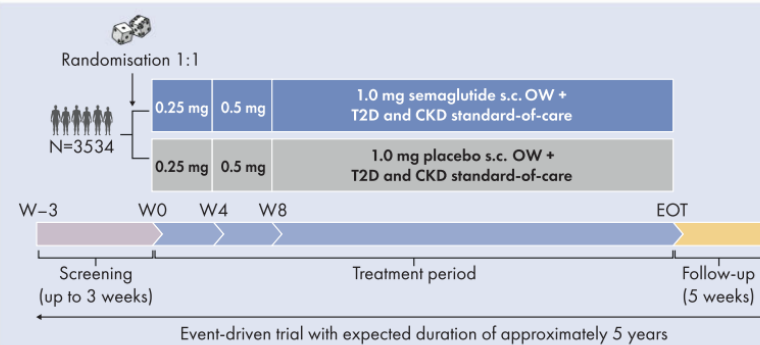 Randomisation 1:1
N=3534
0.25 mg 0.5 mg 1.0 mg semaglutide s.c. OW +
T2D and CKD standard-of-care
0.25 mg 0.5 mg 1.0 mg placebo s.c. OW +
T2D and CKD standard-of-care
W–3 W0 W4 W8 EOT
Screening Treatment period Follow-up
(up to 3 weeks) (5 weeks)
Event-driven trial with expected duration of approximately 5 years